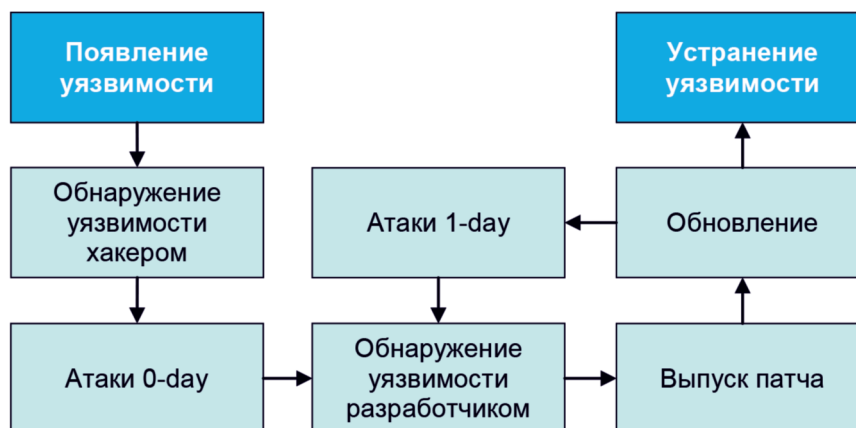 Появление
уязвимости
Устранение
уязвимости
Обнаружение
уязвимости
хакером
Атаки 1-day
Обновление
Атаки 0-day
Обнаружение
уязвимости
разработчиком
Выпуск патча